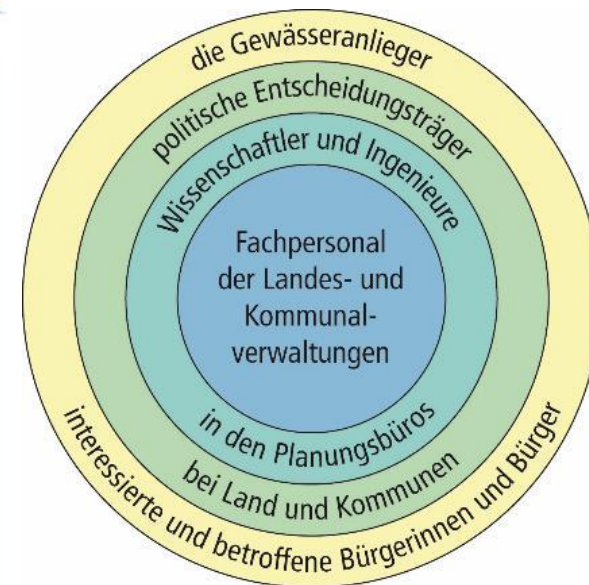 die Gewässeranlieger
politische Entscheidungsträger
Wissenschaftler und Ingenieure
Fachpersonal
der Landes- und
Kommunal-
verwaltungen
in den Planungsbüros
bei Land und Kommunen
interessierte und betroffene Bürgerinnen und Bürger